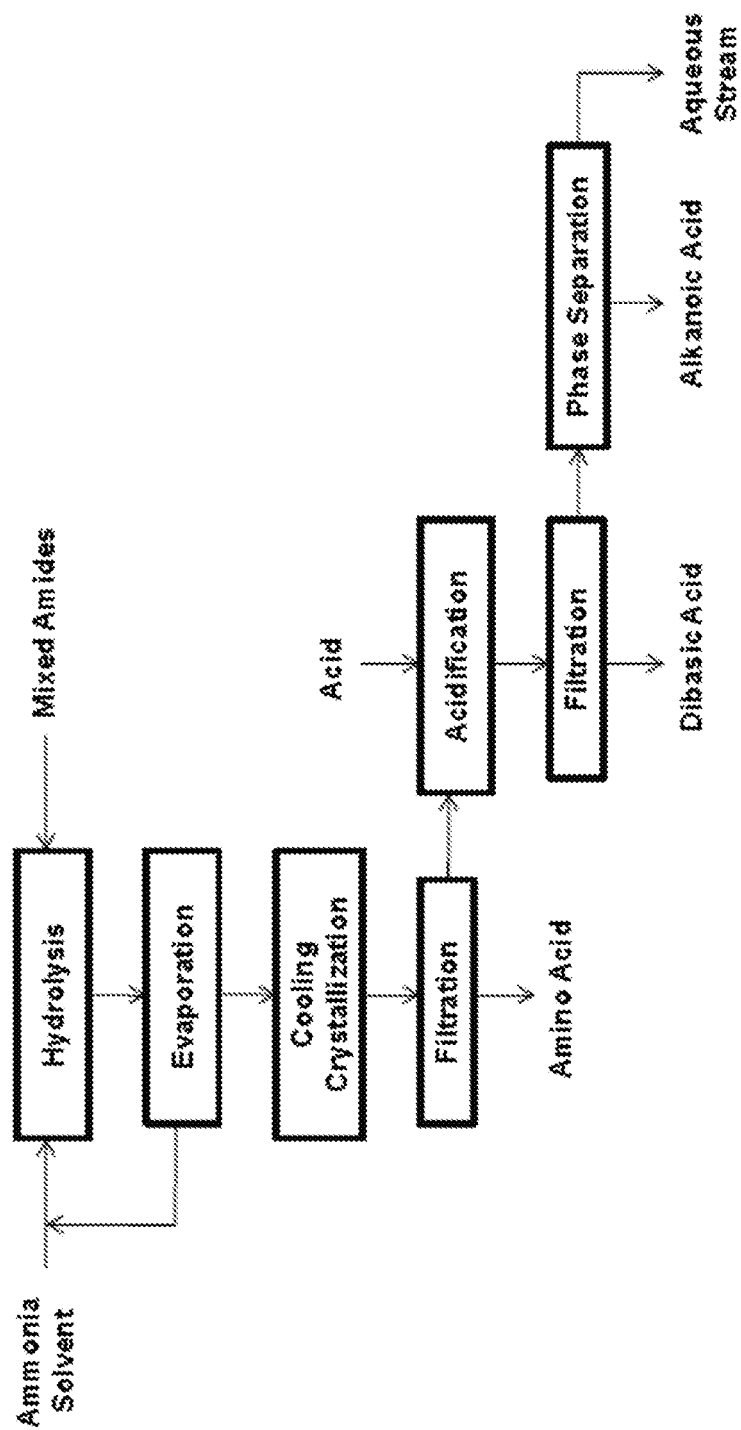 Ammonia
Solvent
Hydrolysis
Mixed Amides
Evaporation
Cooling
Crystallization
Filtration
Amino Acid
Acid
Acidification
Filtration
Dibasic Acid
Phase Separation
Alkanoic Acid
Aqueous
Stream